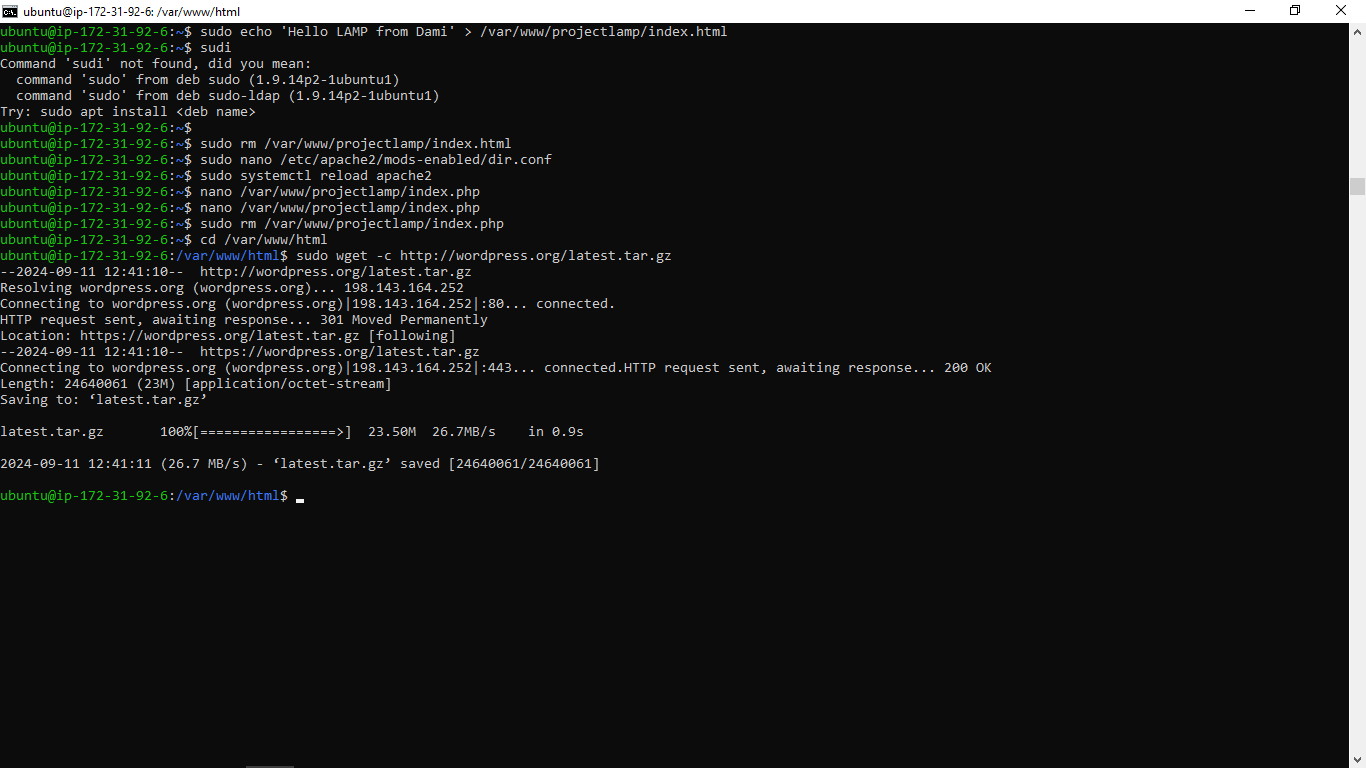 ubuntu@ip-172-31-92-6: /var/www/html
ubuntu@ip-172-31-92-6:~$ sudo echo 'Hello LAMP from Dami' > /var/www/projectlamp/index.html
ubuntu@ip-172-31-92-6:~$ sudi
Command 'sudi' not found, did you mean:
  command 'sudo' from deb sudo (1.9.14p2-1ubuntu1)
  command 'sudo' from deb sudo-ldap (1.9.14p2-1ubuntu1)
Try: sudo apt install <deb name>
ubuntu@ip-172-31-92-6:~$
ubuntu@ip-172-31-92-6:~$ sudo rm /var/www/projectlamp/index.html
ubuntu@ip-172-31-92-6:~$ sudo nano /etc/apache2/mods-enabled/dir.conf
ubuntu@ip-172-31-92-6:~$ sudo systemctl reload apache2
ubuntu@ip-172-31-92-6:~$ nano /var/www/projectlamp/index.php
ubuntu@ip-172-31-92-6:~$ nano /var/www/projectlamp/index.php
ubuntu@ip-172-31-92-6:~$ sudo rm /var/www/projectlamp/index.php
ubuntu@ip-172-31-92-6:~$ cd /var/www/html
ubuntu@ip-172-31-92-6:/var/www/html$ sudo wget -c http://wordpress.org/latest.tar.gz
--2024-09-11 12:41:10--  http://wordpress.org/latest.tar.gz
Resolving wordpress.org (wordpress.org)... 198.143.164.252
Connecting to wordpress.org (wordpress.org)|198.143.164.252|:80... connected.
HTTP request sent, awaiting response... 301 Moved Permanently
Location: https://wordpress.org/latest.tar.gz [following]
--2024-09-11 12:41:10--  https://wordpress.org/latest.tar.gz
Connecting to wordpress.org (wordpress.org)|198.143.164.252|:443... connected.HTTP request sent, awaiting response... 200 OK
Length: 24640061 (23M) [application/octet-stream]
Saving to: ‘latest.tar.gz’
latest.tar.gz       100%[=================>]  23.50M  26.7MB/s    in 0.9s
2024-09-11 12:41:11 (26.7 MB/s) - ‘latest.tar.gz’ saved [24640061/24640061]
ubuntu@ip-172-31-92-6:/var/www/html$